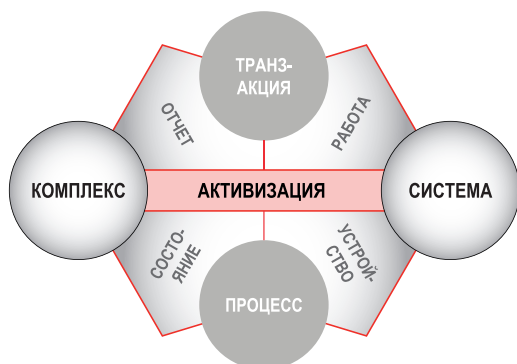 ТРАНЗ-
АКЦИЯ
ОТЧЕТ
РАБОТА
КОМПЛЕКС
АКТИВИЗАЦИЯ
СИСТЕМА
СОСТО-
ЯНИЕ
УСТРОЙ-
СТВО
ПРОЦЕСС